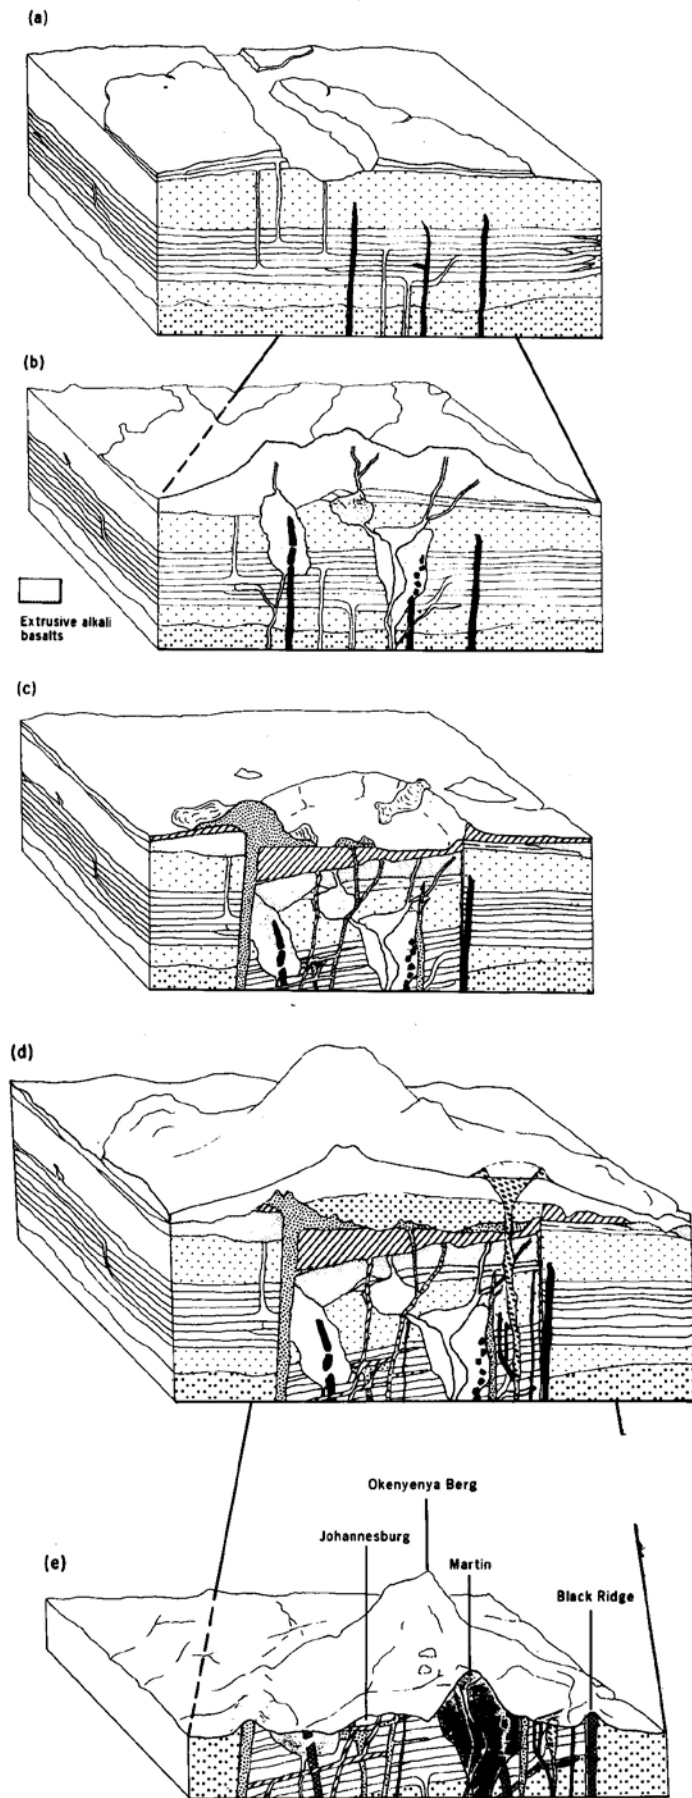 (a)
(b)
Extrusive alkali
basalts
(c)
(d)
Okenyenya Berg
Johannesburg
(e)
Martin
Black Ridge